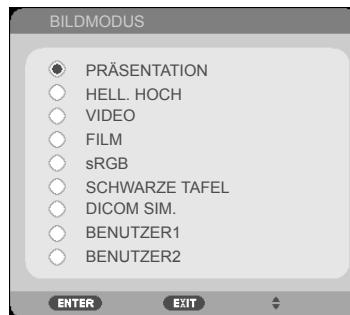 BILDMODUS
PRÄSENTATION
HELL. HOCH
VIDEO
FILM
sRGB
SCHWARZE TAFEL
DICOM SIM.
BENUTZER1
BENUTZER2
ENTER EXIT